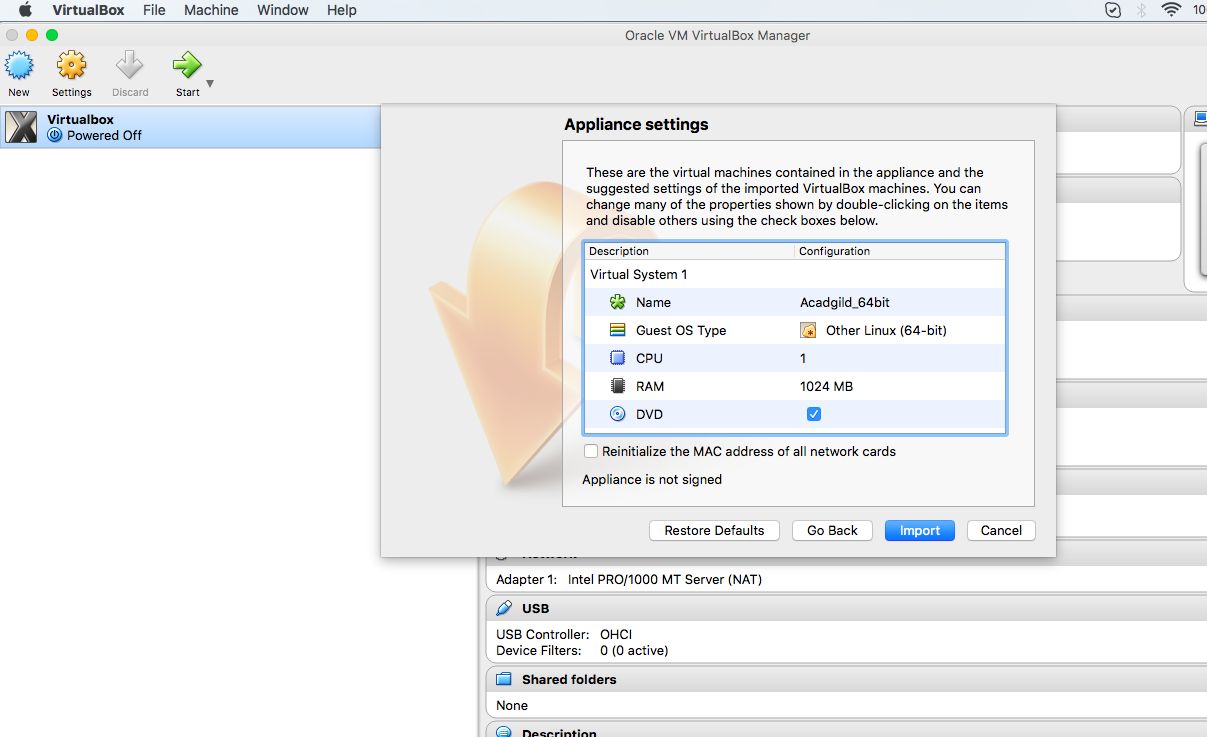 VirtualBox File Machine Window Help
Oracle VM VirtualBox Manager
New Settings Discard Start
Virtualbox
Powered Off
Appliance settings
These are the virtual machines contained in the appliance and the
suggested settings of the imported VirtualBox machines. You can
change many of the properties shown by double-clicking on the items
and disable others using the check boxes below.
Description Configuration
Virtual System 1
Name Acadgild_64bit
Guest OS Type Other Linux (64-bit)
CPU 1
RAM 1024 MB
DVD
Reinitialize the MAC address of all network cards
Appliance is not signed
Restore Defaults Go Back Import Cancel
Adapter 1: Intel PRO/1000 MT Server (NAT)
USB
USB Controller: OHCI
Device Filters: 0 (0 active)
Shared folders
None
Description